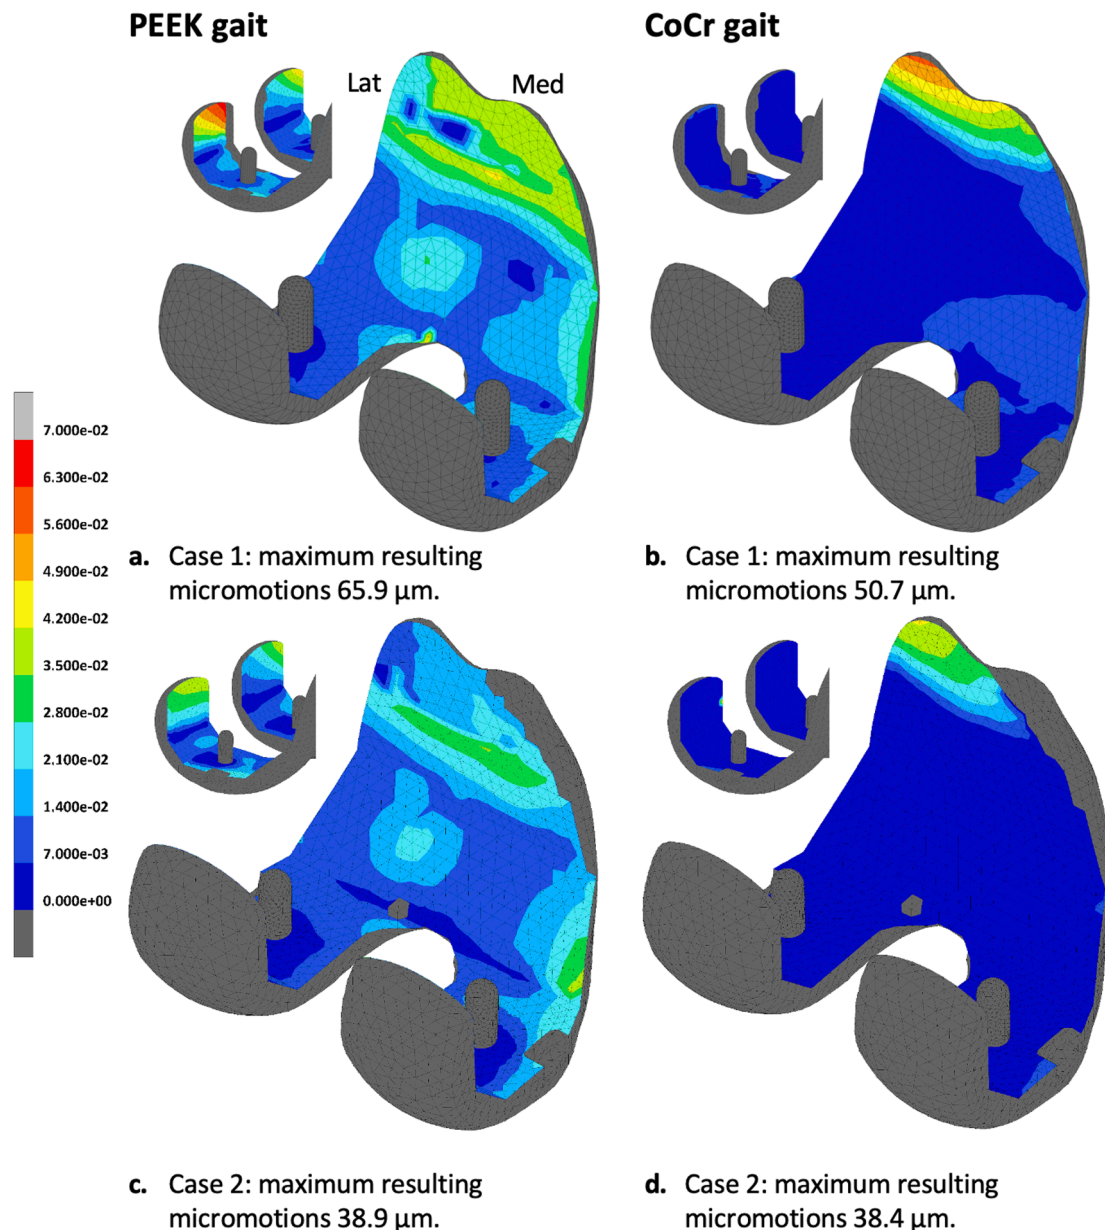 PEEK gait
CoCr gait
Lat
Med
7.000e-02
6.300e-02
5.600e-02
4.900e-02
4.200e-02
3.500e-02
2.800e-02
2.100e-02
1.400e-02
7.000e-03
0.000e+00
a. Case 1: maximum resulting
micromotions 65.9 μm.
b. Case 1: maximum resulting
micromotions 50.7 μm.
c. Case 2: maximum resulting
micromotions 38.9 μm.
d. Case 2: maximum resulting
micromotions 38.4 μm.